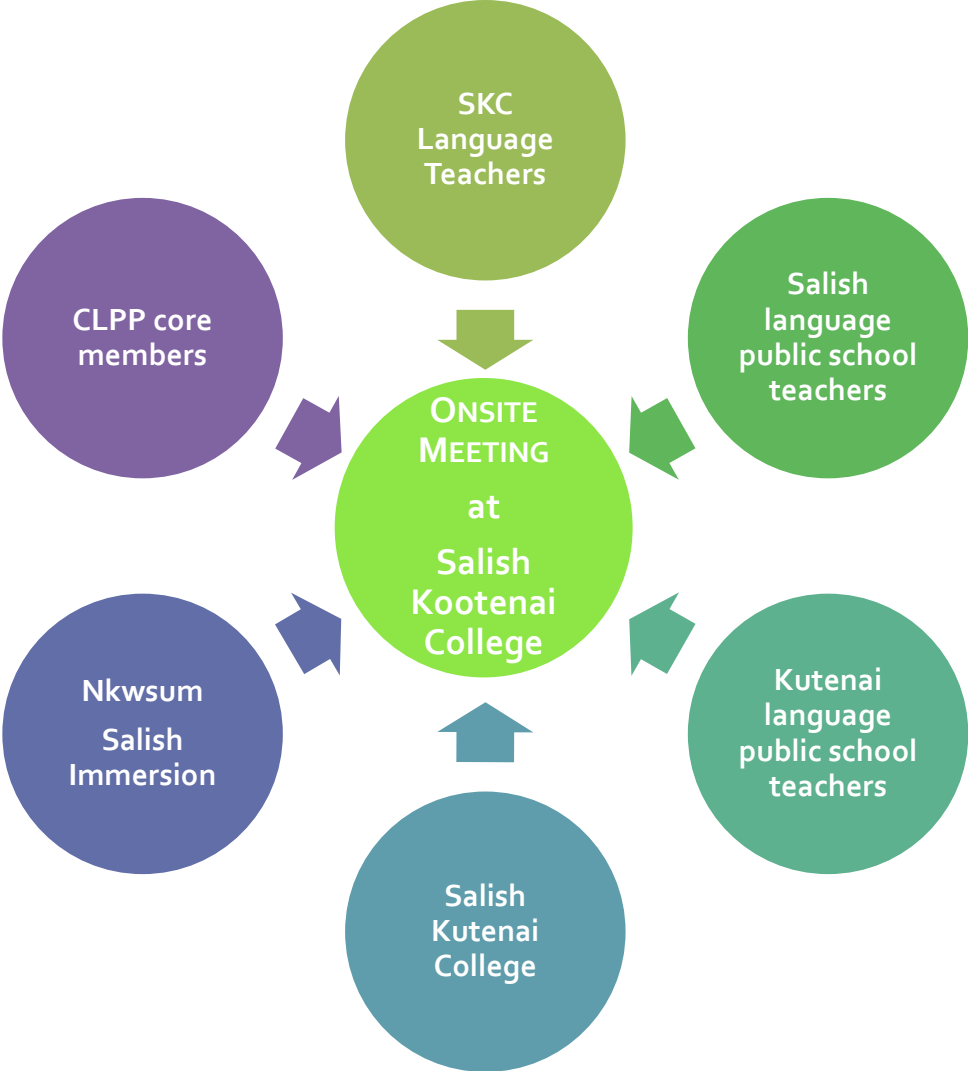 SKC
Language
Teachers
Salish
language
public school
teachers
Kutenai
language
public school
teachers
Salish
Kutenai
College
Nkwsum
Salish
Immersion
CLPP core
members
ONSITE
MEETING
at
Salish
Kootenai
College